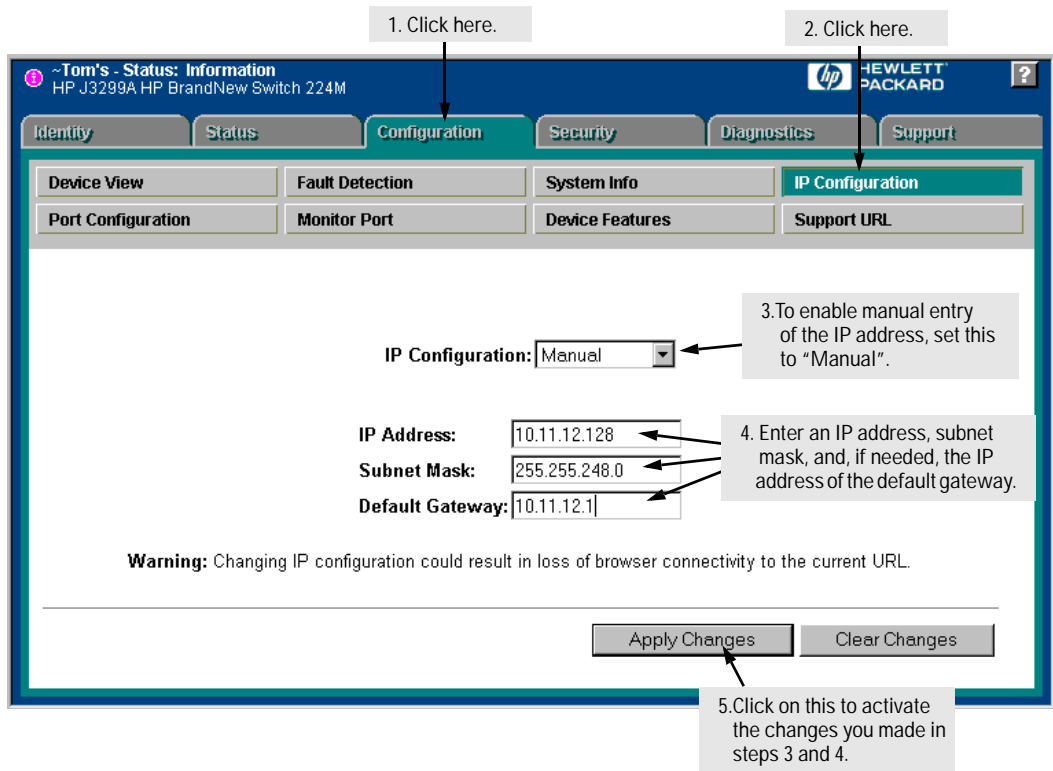 1. Click here.
2. Click here.
~Tom's - Status: Information
HP J3299A HP BrandNew Switch 224M
hp HEWLETT
PACKARD
?
Identity Status Configuration Security Diagnostics Support
Device View Fault Detection System Info IP Configuration
Port Configuration Monitor Port Device Features Support URL
3.To enable manual entry
of the IP address, set this
to “Manual”.
IP Configuration: Manual
IP Address: 10.11.12.128
Subnet Mask: 255.255.248.0
Default Gateway: 10.11.12.1
4. Enter an IP address, subnet
mask, and, if needed, the IP
address of the default gateway.
Warning: Changing IP configuration could result in loss of browser connectivity to the current URL.
Apply Changes Clear Changes
5.Click on this to activate
the changes you made in
steps 3 and 4.